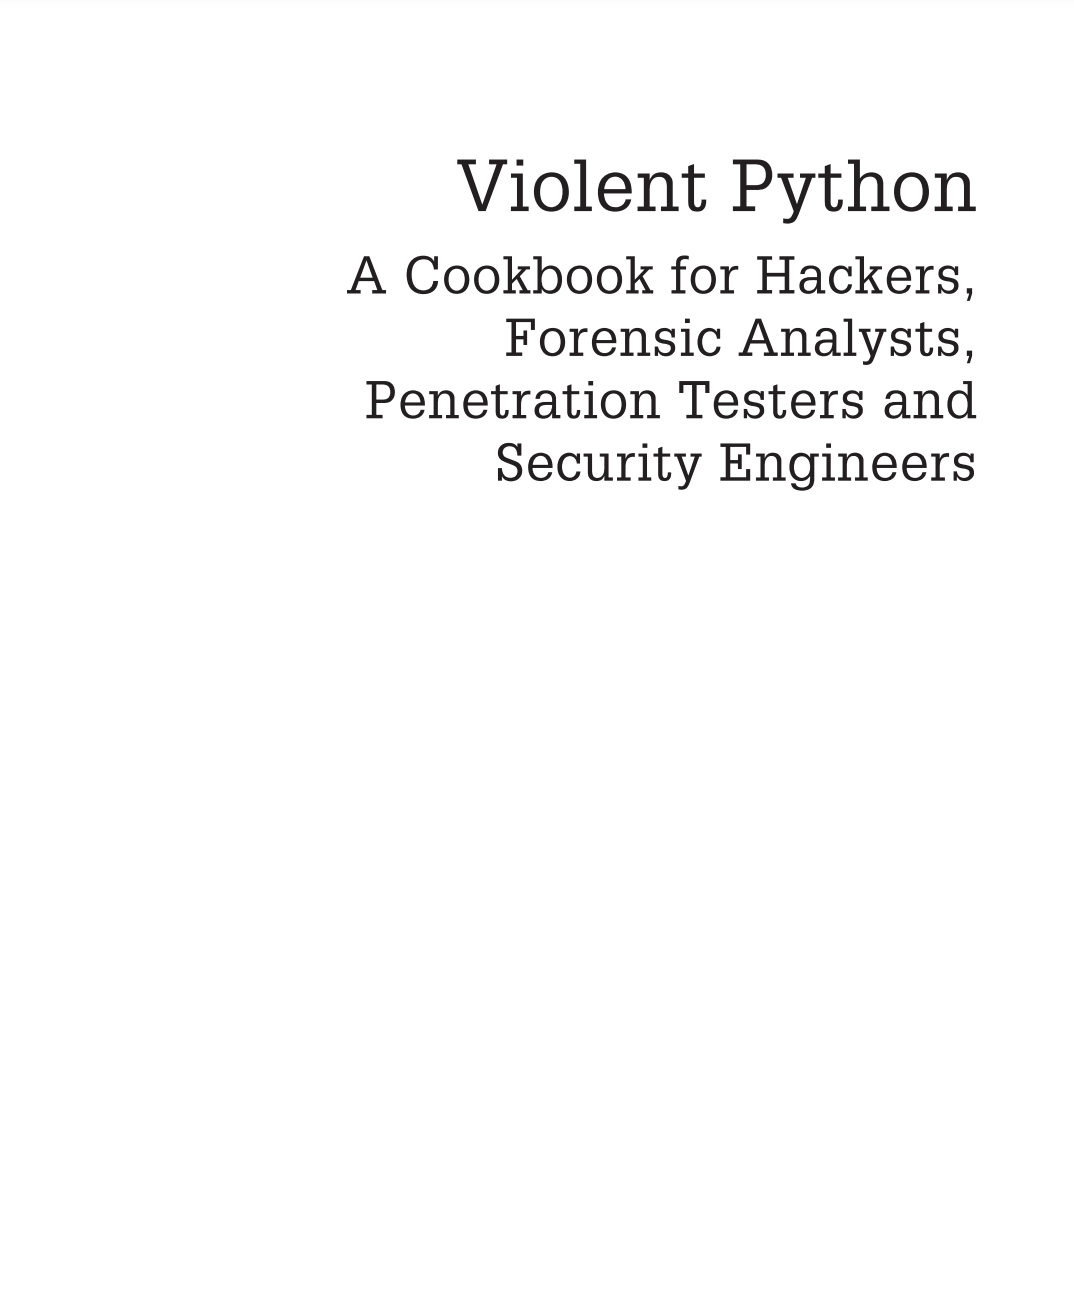 Violent Python
A Cookbook for Hackers,
Forensic Analysts,
Penetration Testers and
Security Engineers